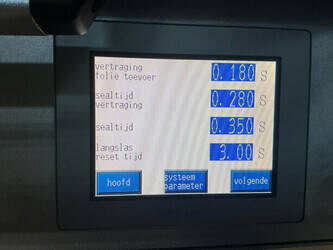 vertraging
folie toevoer 0.180 S
sealtijd
vertraging 0.280 S
sealtijd 0.350 S
langslas
reset tijd 3.00 S
hoofd
systeem
parameter
volgende